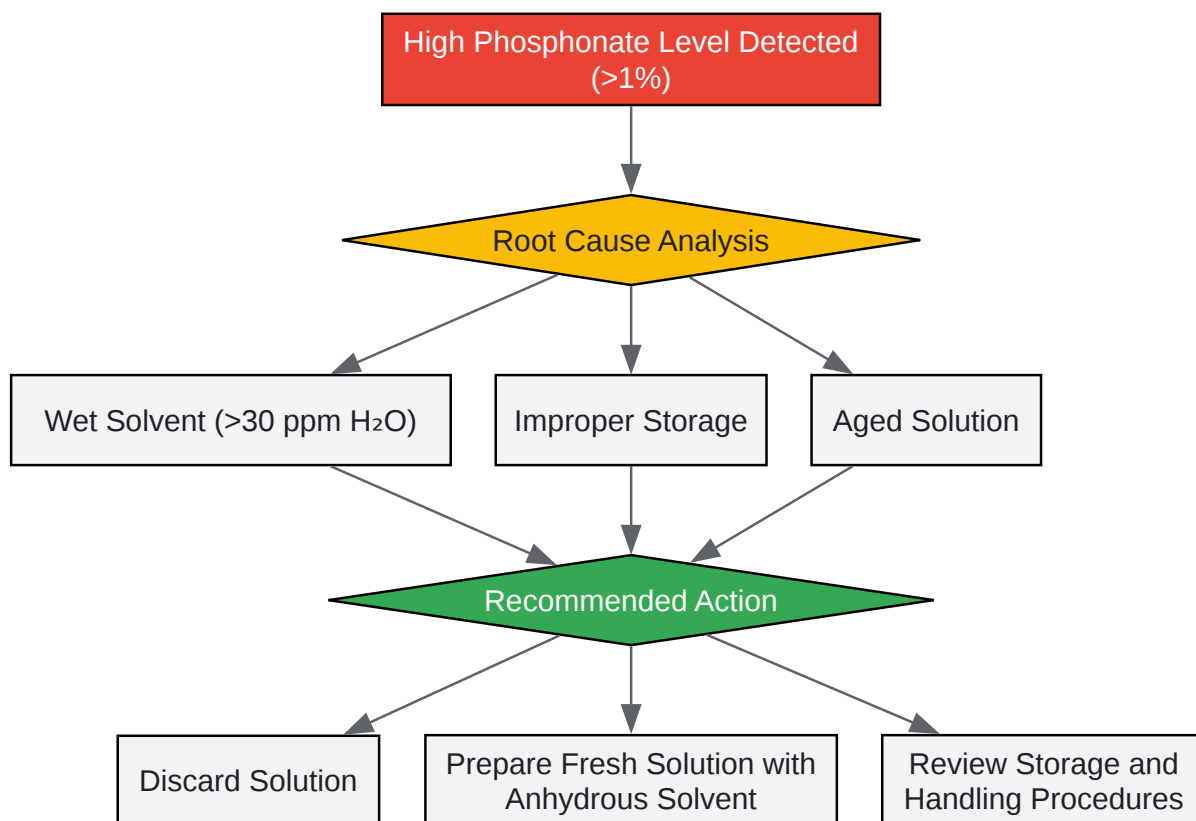 High Phosphonate Level Detected
(>1%)
Root Cause Analysis
Wet Solvent (>30 ppm H₂O)
Improper Storage
Aged Solution
Recommended Action
Discard Solution
Prepare Fresh Solution with
Anhydrous Solvent
Review Storage and
Handling Procedures